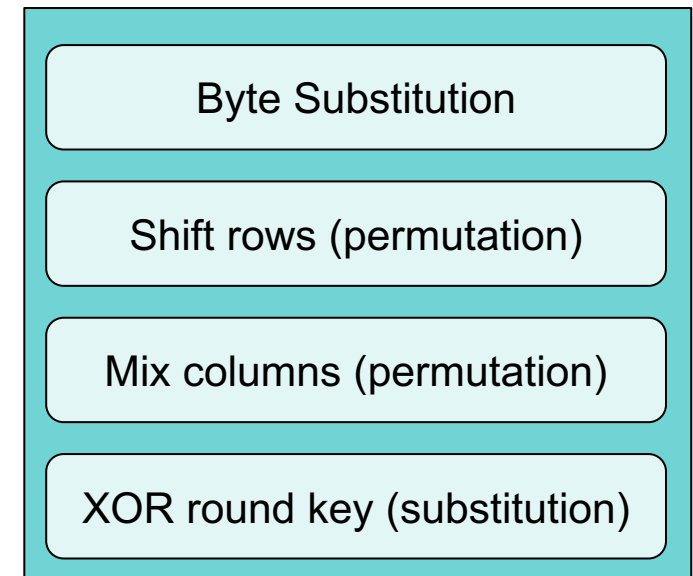 Byte Substitution
Shift rows (permutation)
Mix columns (permutation)
XOR round key (substitution)